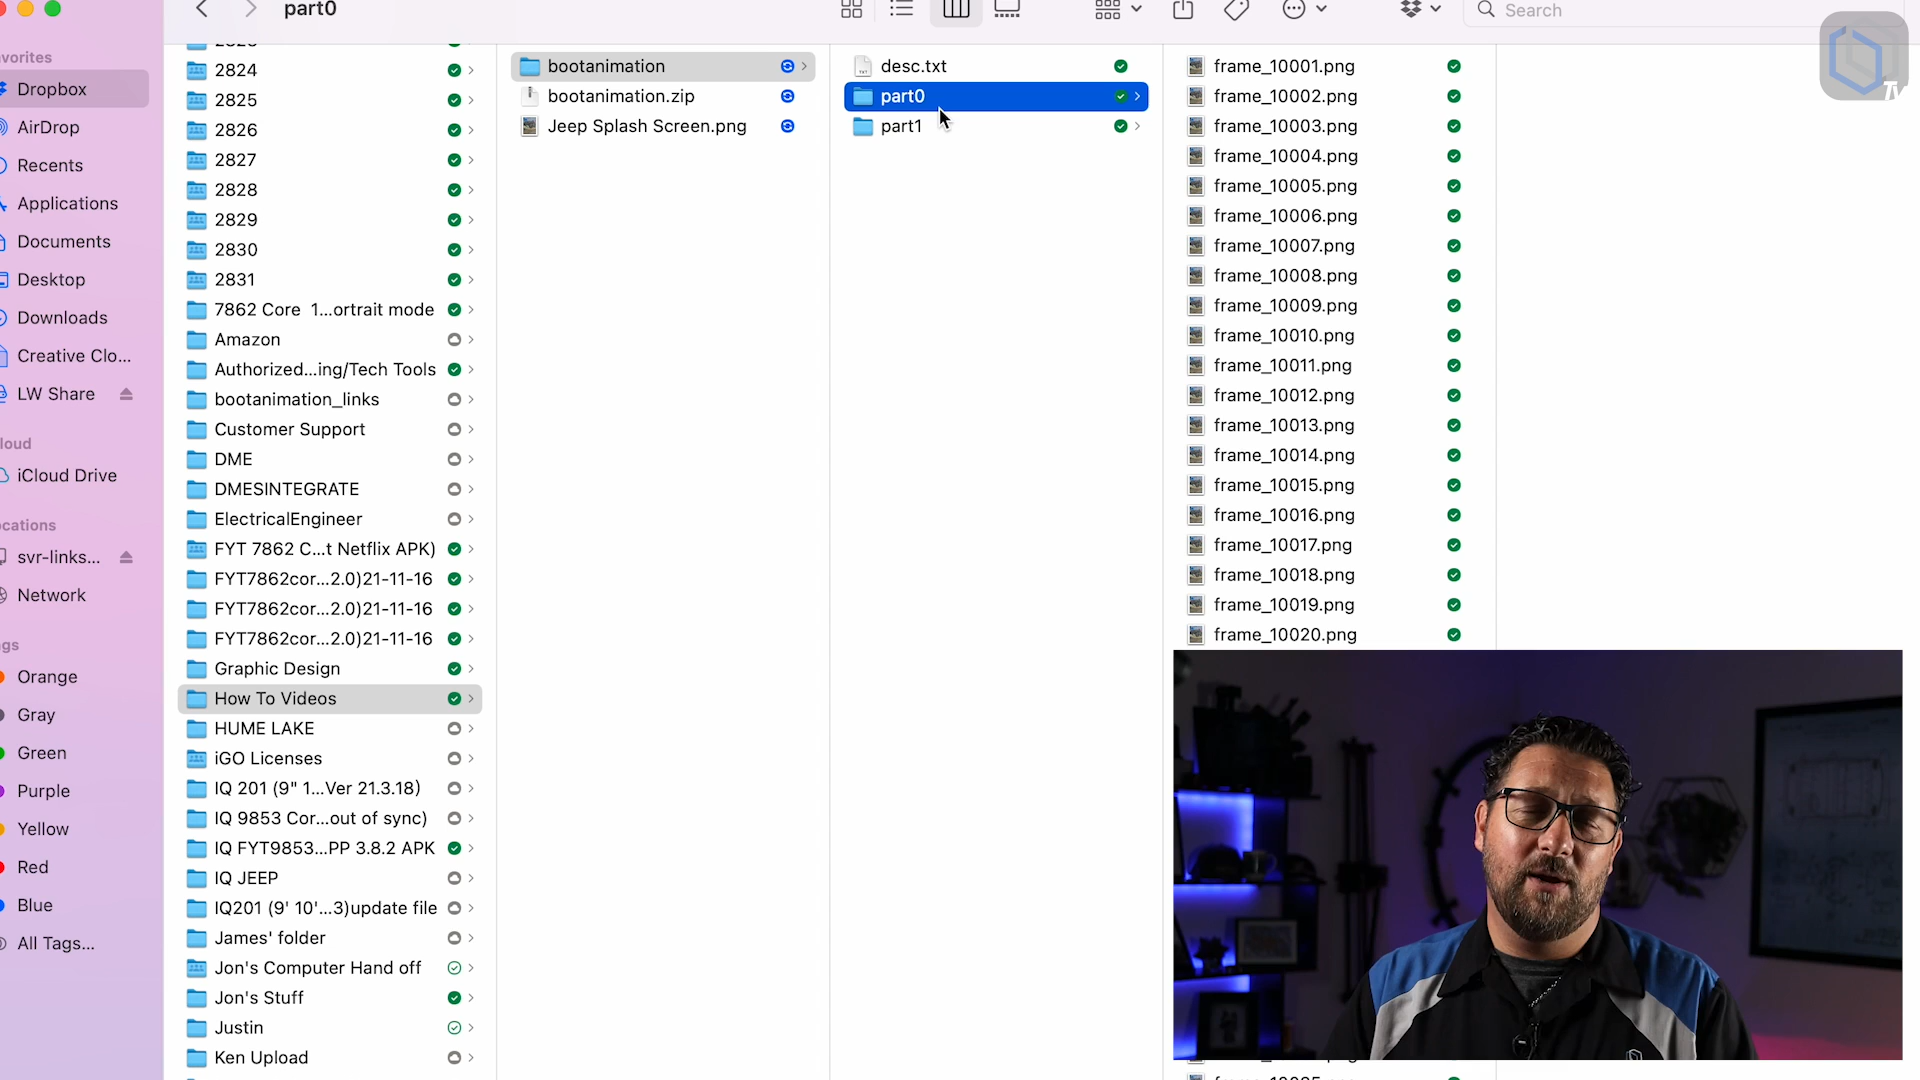 part0
Search
TV
vorites
Dropbox
AirDrop
Recents
Applications
Documents
Desktop
Downloads
Creative Clo...
LW Share
loud
iCloud Drive
ocations
svr-links...
Network
gs
Orange
Gray
Green
Purple
Yellow
Red
Blue
All Tags...
2824
2825
2826
2827
2828
2829
2830
2831
7862 Core 1...ortrait mode
Amazon
Authorized...ing/Tech Tools
bootanimation_links
Customer Support
DME
DMESINTEGRATE
ElectricalEngineer
FYT 7862 C...t Netflix APK)
FYT7862cor...2.0)21-11-16
FYT7862cor...2.0)21-11-16
FYT7862cor...2.0)21-11-16
Graphic Design
How To Videos
HUME LAKE
iGO Licenses
IQ 201 (9" 1...Ver 21.3.18)
IQ 9853 Cor...out of sync)
IQ FYT9853...PP 3.8.2 APK
IQ JEEP
IQ201 (9' 10'...3)update file
James' folder
Jon's Computer Hand off
Jon's Stuff
Justin
Ken Upload
bootanimation
bootanimation.zip
Jeep Splash Screen.png
desc.txt
part0
part1
frame_10001.png
frame_10002.png
frame_10003.png
frame_10004.png
frame_10005.png
frame_10006.png
frame_10007.png
frame_10008.png
frame_10009.png
frame_10010.png
frame_10011.png
frame_10012.png
frame_10013.png
frame_10014.png
frame_10015.png
frame_10016.png
frame_10017.png
frame_10018.png
frame_10019.png
frame_10020.png